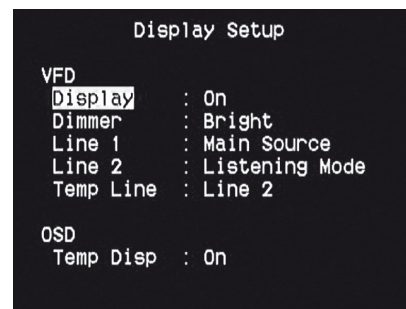 Display Setup
VFD
Display : On
Dimmer : Bright
Line 1 : Main Source
Line 2 : Listening Mode
Temp Line : Line 2
OSD
Temp Disp : On